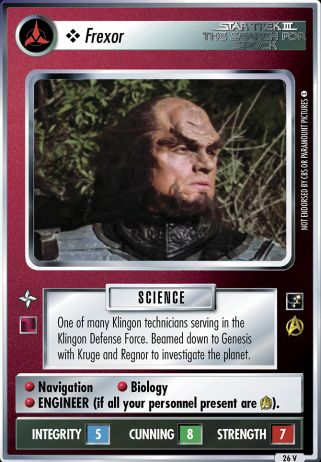 ❖ Frexor
STAR TREK III
THE SEARCH FOR
SPOCK
NOT ENDORSED BY CBS OR PARAMOUNT PICTURES
SCIENCE
One of many Klingon technicians serving in the
Klingon Defense Force. Beamed down to Genesis
with Kruge and Regnor to investigate the planet.
Navigation Biology
ENGINEER (if all your personnel present are ).
INTEGRITY 5 CUNNING 8 STRENGTH 7
26 V